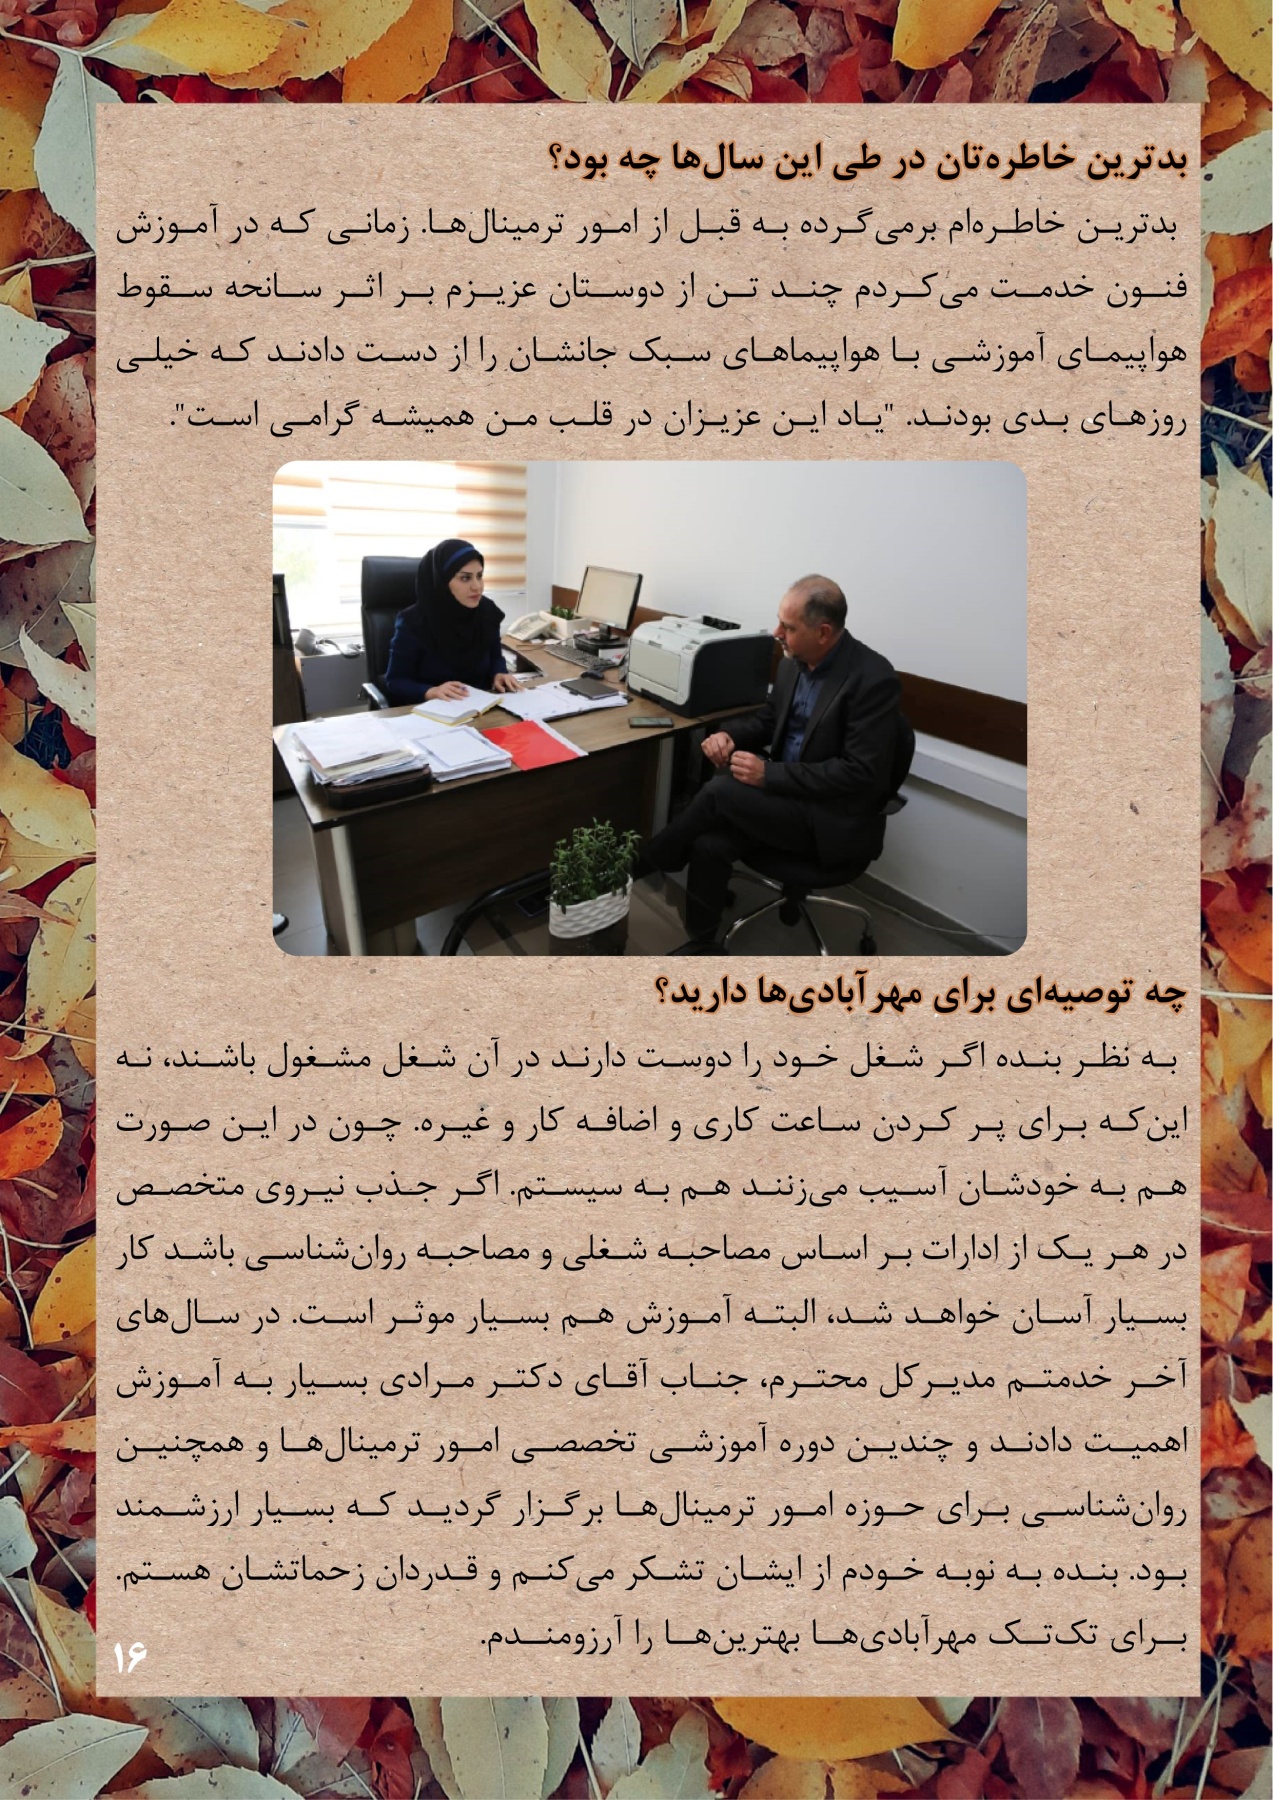 بدترین خاطره‌تان در طی این سال‌ها چه بود؟
بدترین خاطره‌ام برمی‌گرده به قبل از امور ترمینال‌ها. زمانی که در آموزش
فنون خدمت می‌کردم چند تن از دوستان عزیزم بر اثر سانحه سقوط
هواپیمای آموزشی با هواپیماهای سبک جانشان را از دست دادند که خیلی
روزهای بدی بودند. "یاد این عزیزان در قلب من همیشه گرامی است".
چه توصیه‌ای برای مهرآبادی‌ها دارید؟
به نظر بنده اگر شغل خود را دوست دارند در آن شغل مشغول باشند، نه
این‌که برای پر کردن ساعت کاری و اضافه کار و غیره. چون در این صورت
هم به خودشان آسیب می‌زنند هم به سیستم. اگر جذب نیروی متخصص
در هر یک از ادارات بر اساس مصاحبه شغلی و مصاحبه روان‌شناسی باشد کار
بسیار آسان خواهد شد، البته آموزش هم بسیار موثر است. در سال‌های
آخر خدمتم مدیرکل محترم، جناب آقای دکتر مرادی بسیار به آموزش
اهمیت دادند و چندین دوره آموزشی تخصصی امور ترمینال‌ها و همچنین
روان‌شناسی برای حوزه امور ترمینال‌ها برگزار گردید که بسیار ارزشمند
بود. بنده به نوبه خودم از ایشان تشکر می‌کنم و قدردان زحماتشان هستم.
برای تک‌تک مهرآبادی‌ها بهترین‌ها را آرزومندم.
۱۶